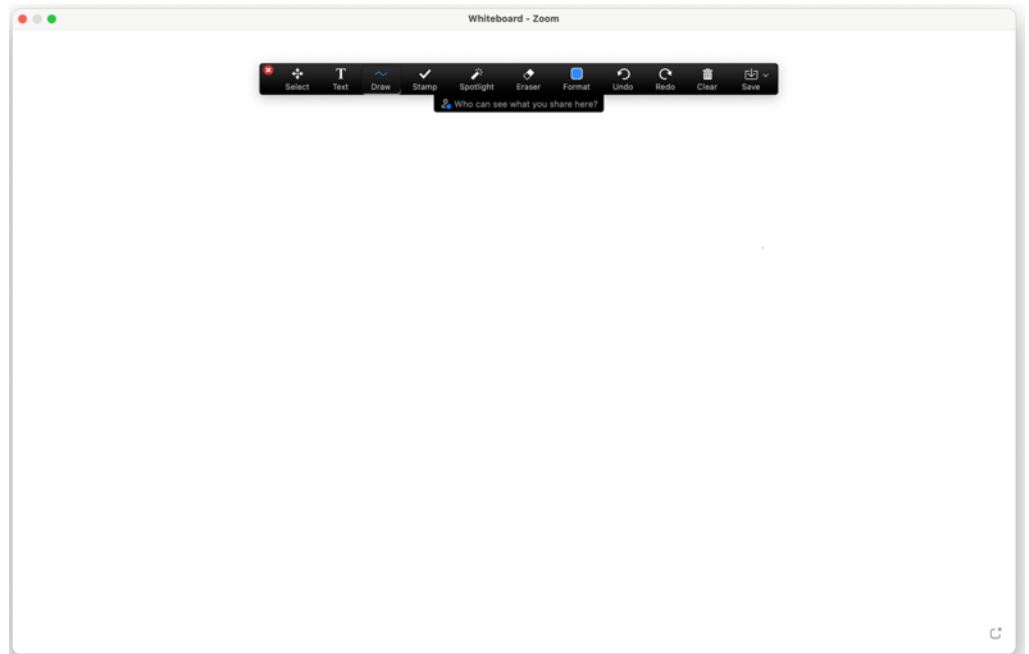 Whiteboard - Zoom
Select Text Draw Stamp Spotlight Eraser Format Undo Redo Clear Save
Who can see what you share here?